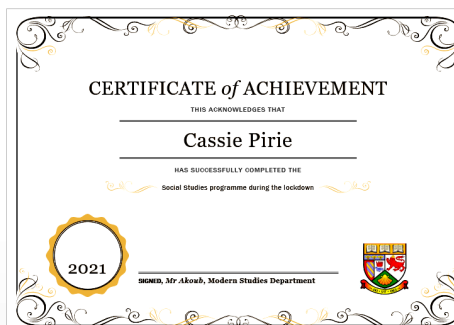 CERTIFICATE of ACHIEVEMENT
THIS ACKNOWLEDGES THAT
Cassie Pirie
HAS SUCCESSFULLY COMPLETED THE
Social Studies programme during the lockdown
2021
SIGNED, Mr Akoub, Modern Studies Department